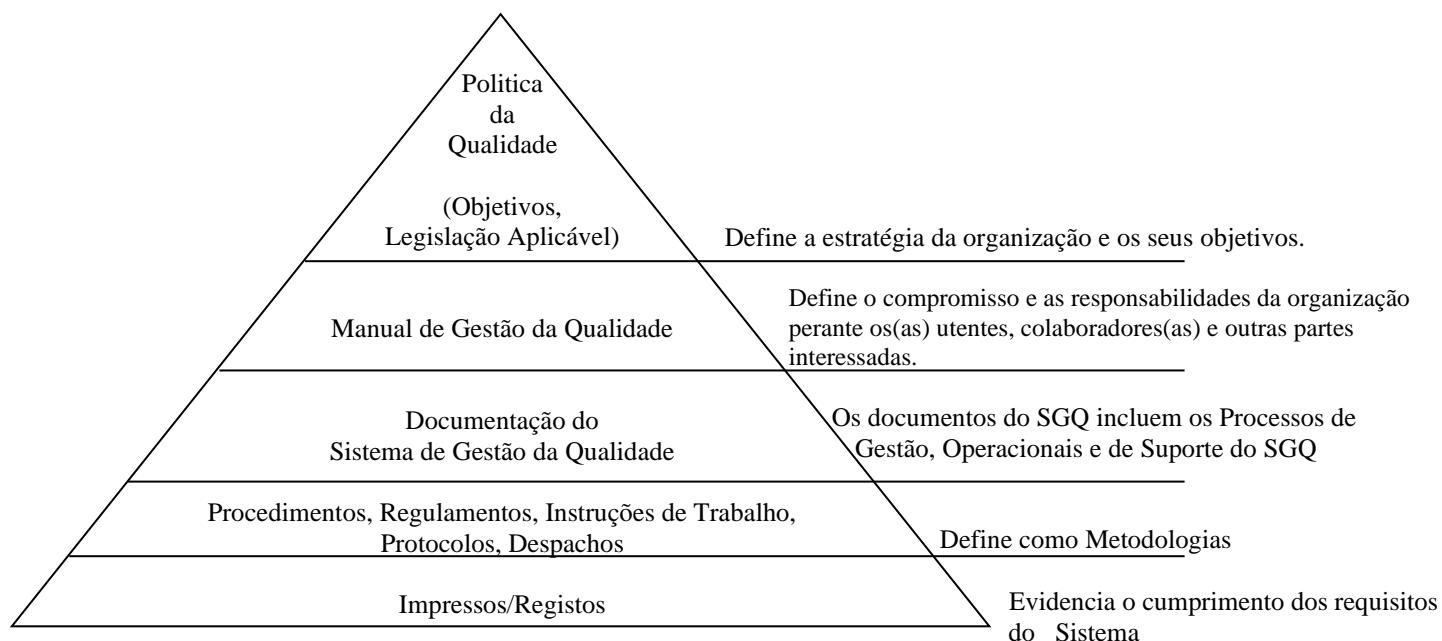 Politica
da
Qualidade
(Objetivos,
Legislação Aplicável)
Define a estratégia da organização e os seus objetivos.
Manual de Gestão da Qualidade
Define o compromisso e as responsabilidades da organização
perante os(as) utentes, colaboradores(as) e outras partes
interessadas.
Documentação do
Sistema de Gestão da Qualidade
Os documentos do SGQ incluem os Processos de
Gestão, Operacionais e de Suporte do SGQ
Procedimentos, Regulamentos, Instruções de Trabalho,
Protocolos, Despachos
Define como Metodologias
Impressos/Registos
Evidencia o cumprimento dos requisitos
do Sistema